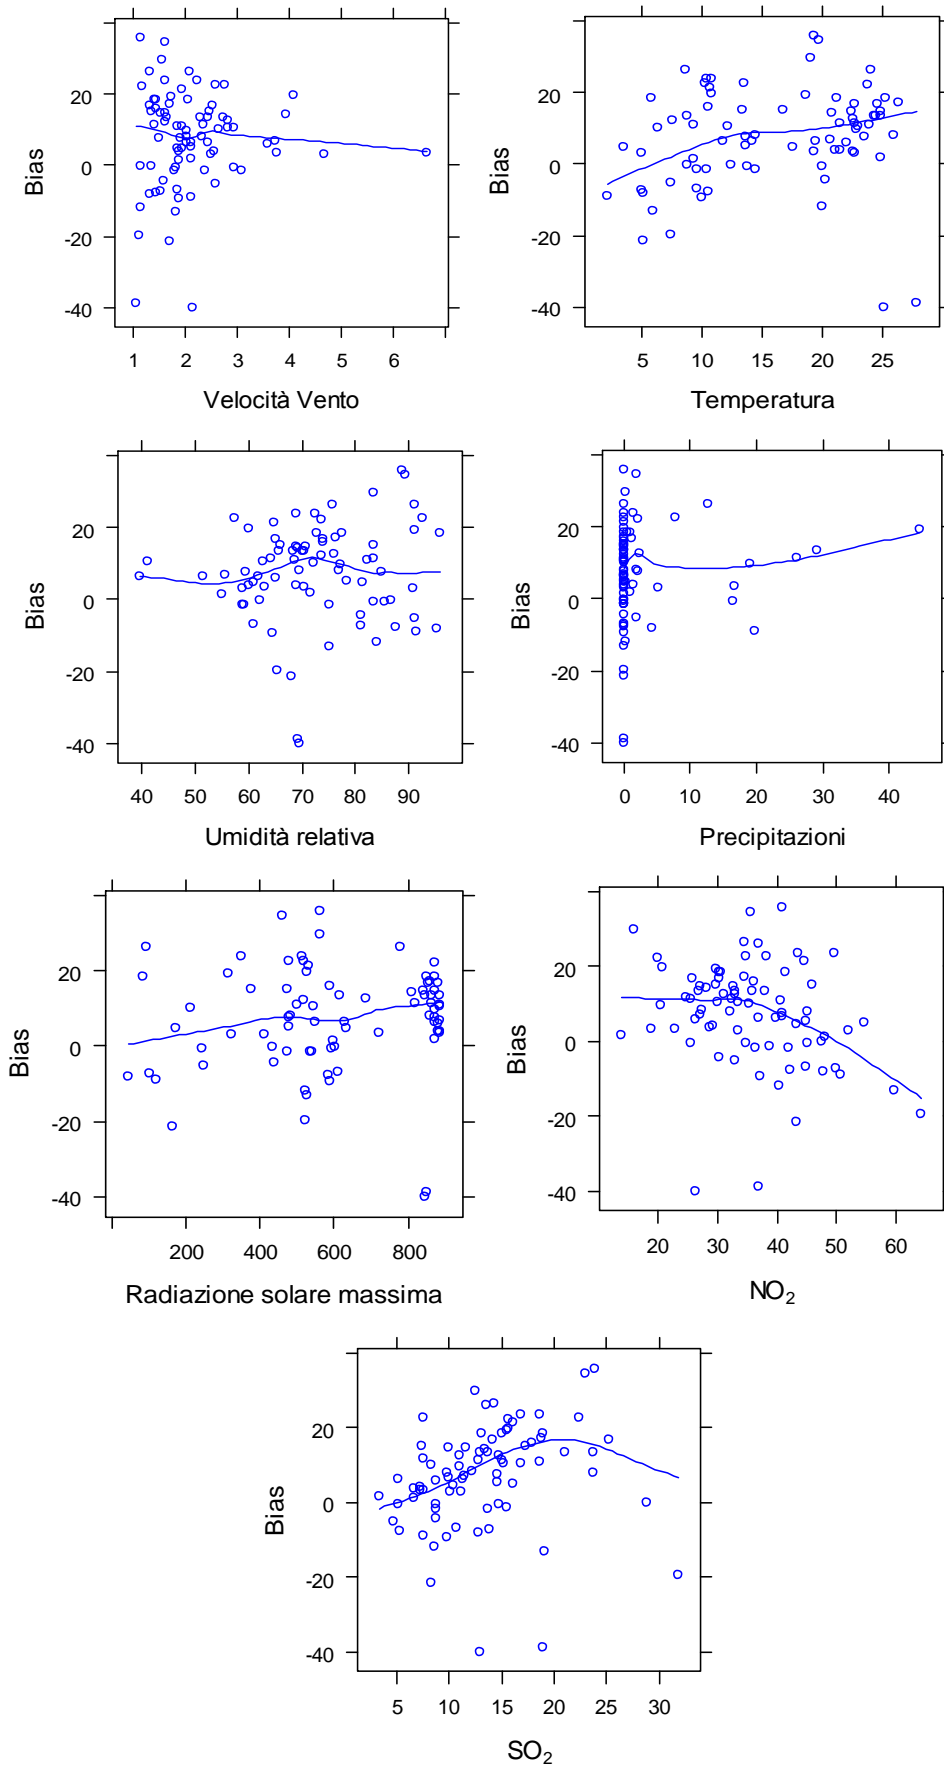 Bias
20
0
-20
-40
1 2 3 4 5 6
Velocità Vento
Bias
20
0
-20
-40
5 10 15 20 25
Temperatura
Bias
20
0
-20
-40
40 50 60 70 80 90
Umidità relativa
Bias
20
0
-20
-40
0 10 20 30 40
Precipitazioni
Bias
20
0
-20
-40
200 400 600 800
Radiazione solare massima
Bias
20
0
-20
-40
20 30 40 50 60
NO₂
Bias
20
0
-20
-40
5 10 15 20 25 30
SO₂